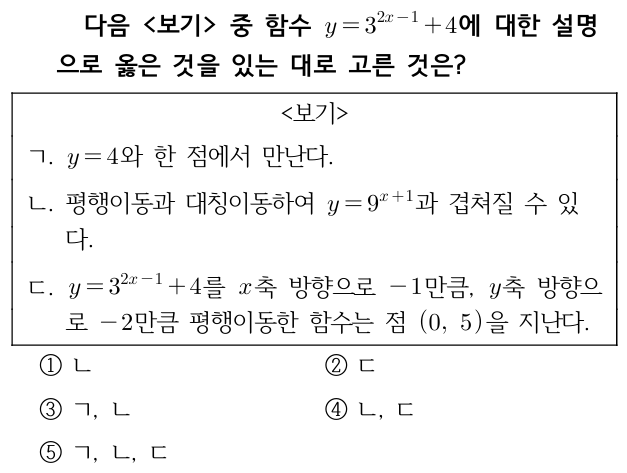 다음 <보기> 중 함수 y=3^{2x-1}+4에 대한 설명
으로 옳은 것을 있는 대로 고른 것은?
<보기>
ㄱ. y=4와 한 점에서 만난다.
ㄴ. 평행이동과 대칭이동하여 y=9^{x+1}과 겹쳐질 수 있
다.
ㄷ. y=3^{2x-1}+4를 x축 방향으로 -1만큼, y축 방향으
로 -2만큼 평행이동한 함수는 점 (0, 5)을 지난다.
① ㄴ ② ㄷ
③ ㄱ, ㄴ ④ ㄴ, ㄷ
⑤ ㄱ, ㄴ, ㄷ